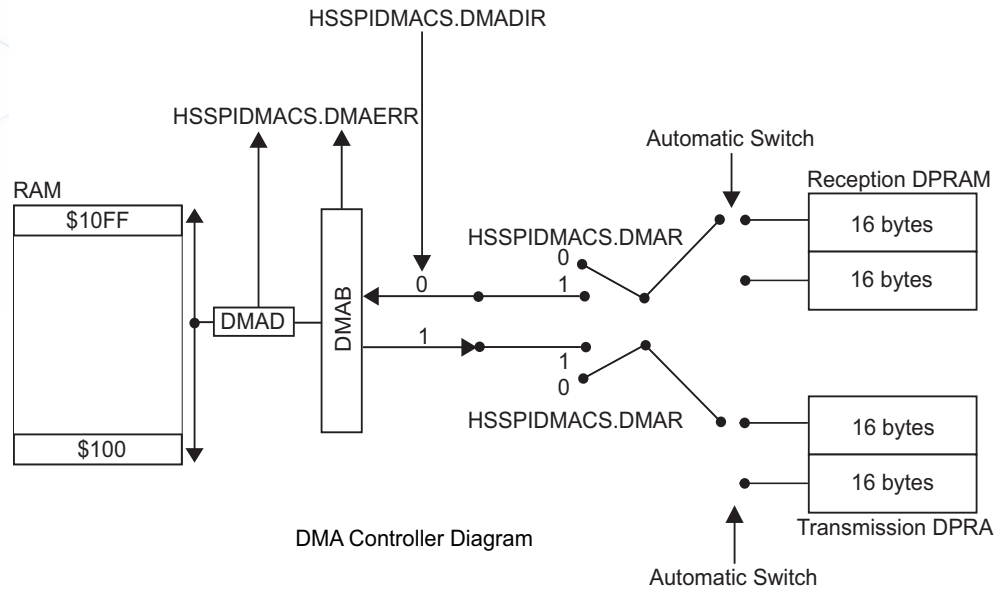 HSSPIDMACS.DMADIR
HSSPIDMACS.DMAERR
Automatic Switch
RAM
Reception DPRAM
$10FF
16 bytes
HSSPIDMACS.DMAR
0
0
1
16 bytes
DMAD
DMAB
1
1
0
HSSPIDMACS.DMAR
16 bytes
$100
16 bytes
Transmission DPRA
DMA Controller Diagram
Automatic Switch